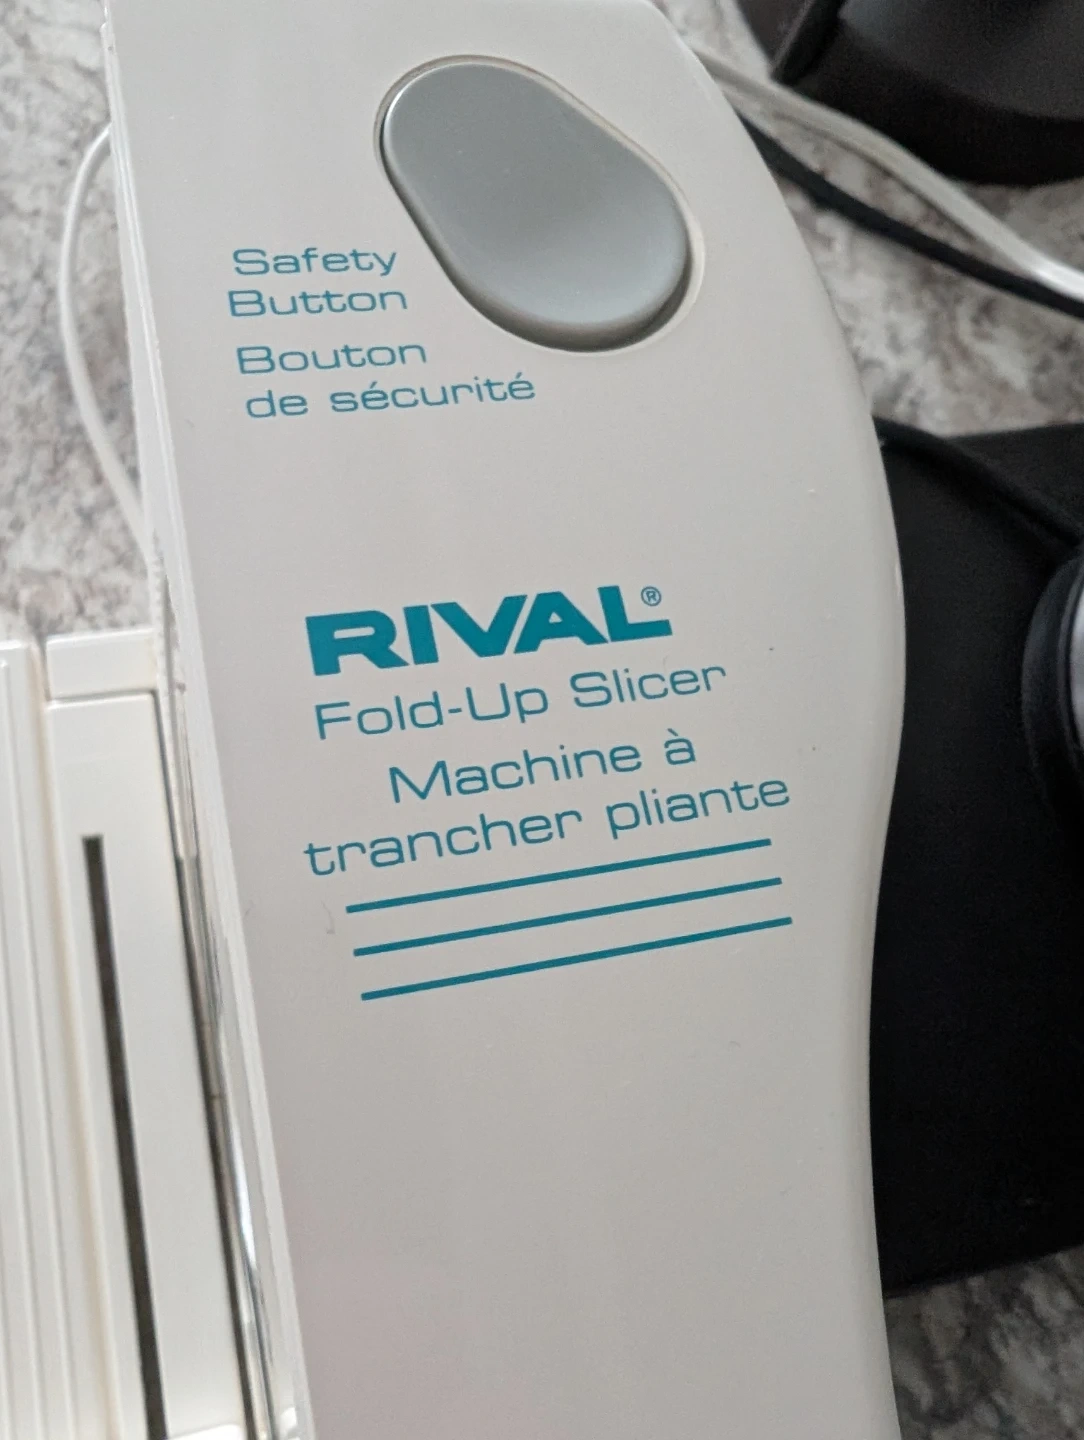 Safety
Button
Bouton
de sécurité
RIVAL®
Fold-Up Slicer
Machine à
trancher pliante